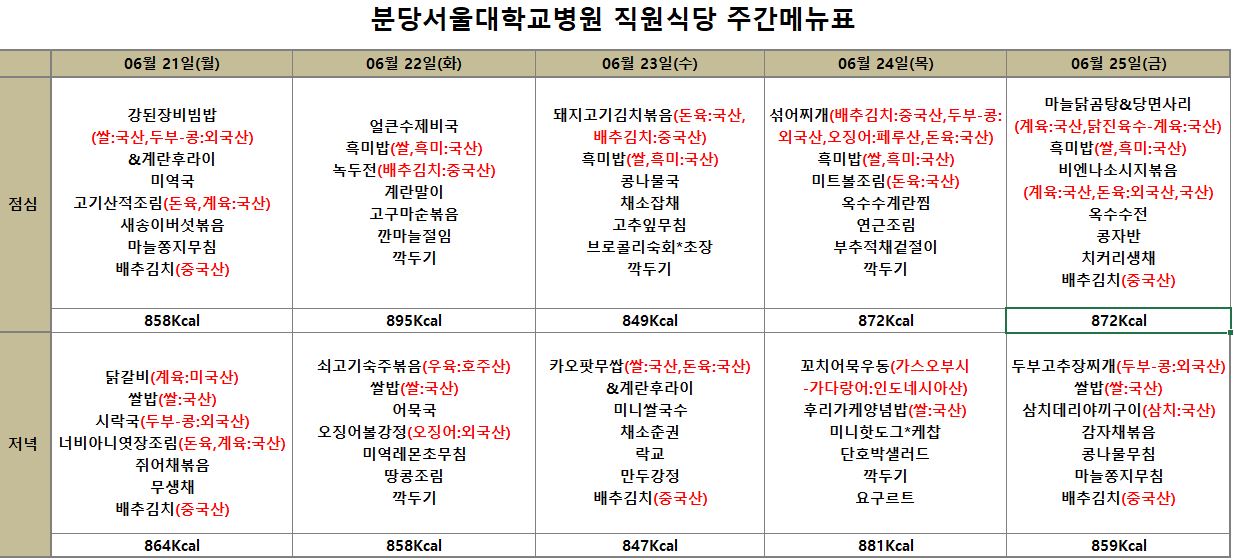 분당서울대학교병원 직원식당 주간메뉴표
06월 21일(월)
06월 22일(화)
06월 23일(수)
06월 24일(목)
06월 25일(금)
점심
강된장비빔밥
(쌀:국산,두부-콩:외국산)
&계란후라이
미역국
고기산적조림(돈육,계육:국산)
새송이버섯볶음
마늘쫑지무침
배추김치(중국산)
얼큰수제비국
흑미밥(쌀,흑미:국산)
녹두전(배추김치:중국산)
계란말이
고구마순볶음
깐마늘절임
깍두기
돼지고기김치볶음(돈육:국산,
배추김치:중국산)
흑미밥(쌀,흑미:국산)
콩나물국
채소잡채
고추잎무침
브로콜리숙회*초장
깍두기
섞어찌개(배추김치:중국산,두부-콩:
외국산,오징어:페루산,돈육:국산)
흑미밥(쌀,흑미:국산)
미트볼조림(돈육:국산)
옥수수계란찜
연근조림
부추적채겉절이
깍두기
마늘닭곰탕&당면사리
(계육:국산,닭진육수-계육:국산)
흑미밥(쌀,흑미:국산)
비엔나소시지볶음
(계육:국산,돈육:외국산,국산)
옥수수전
콩자반
치커리생채
배추김치(중국산)
858Kcal
895Kcal
849Kcal
872Kcal
872Kcal
저녁
닭갈비(계육:미국산)
쌀밥(쌀:국산)
시락국(두부-콩:외국산)
너비아니엿장조림(돈육,계육:국산)
쥐어채볶음
무생채
배추김치(중국산)
쇠고기숙주볶음(우육:호주산)
쌀밥(쌀:국산)
어묵국
오징어볼강정(오징어:외국산)
미역레몬초무침
땅콩조림
깍두기
카오팟무쌉(쌀:국산,돈육:국산)
&계란후라이
미니쌀국수
채소춘권
락교
만두강정
배추김치(중국산)
꼬치어묵우동(가스오부시
-가다랑어:인도네시아산)
후리가케양념밥(쌀:국산)
미니핫도그*케찹
단호박샐러드
깍두기
요구르트
두부고추장찌개(두부-콩:외국산)
쌀밥(쌀:국산)
삼치데리야끼구이(삼치:국산)
감자채볶음
콩나물무침
마늘쫑지무침
배추김치(중국산)
864Kcal
858Kcal
847Kcal
881Kcal
859Kcal